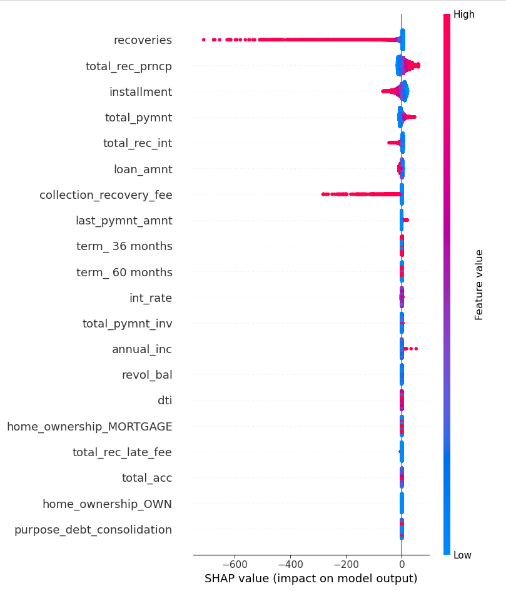 High
recoveries
total_rec_prncp
installment
total_pymnt
total_rec_int
loan_amnt
collection_recovery_fee
last_pymnt_amnt
term_ 36 months
term_ 60 months
int_rate
total_pymnt_inv
annual_inc
revol_bal
dti
home_ownership_MORTGAGE
total_rec_late_fee
total_acc
home_ownership_OWN
purpose_debt_consolidation
Feature value
Low
−600 −400 −200 0
SHAP value (impact on model output)